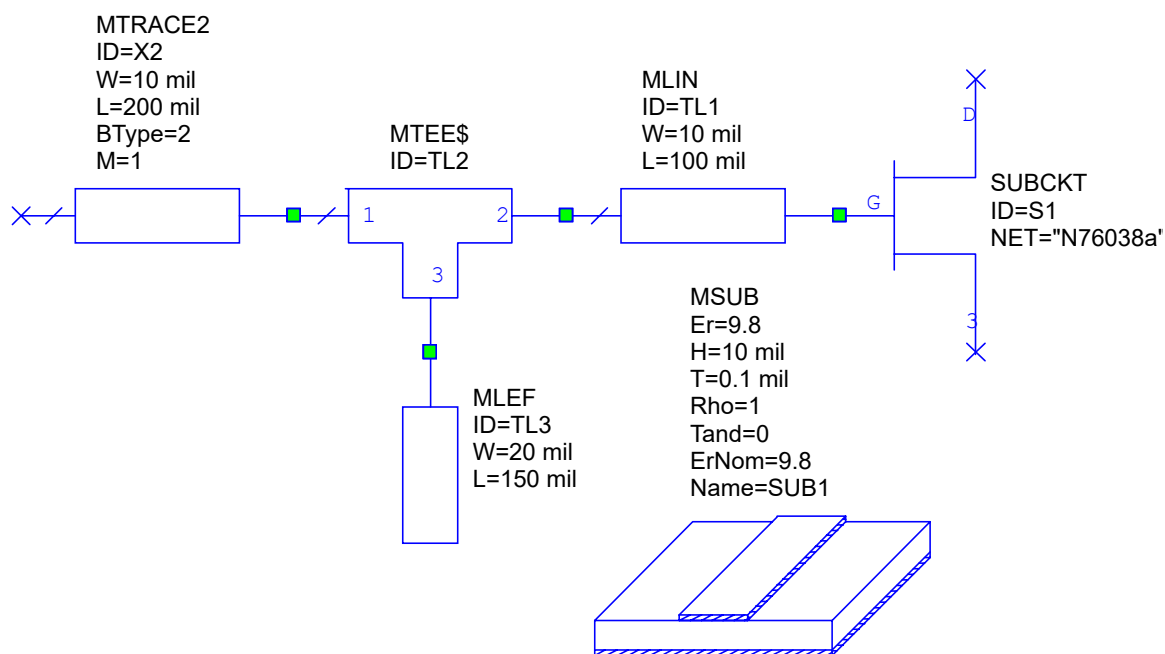 MTRACE2
ID=X2
W=10 mil
L=200 mil
BType=2
M=1
MTEE$
ID=TL2
1
2
3
MLIN
ID=TL1
W=10 mil
L=100 mil
D
G
3
SUBCKT
ID=S1
NET="N76038a"
MLEF
ID=TL3
W=20 mil
L=150 mil
MSUB
Er=9.8
H=10 mil
T=0.1 mil
Rho=1
Tand=0
ErNom=9.8
Name=SUB1